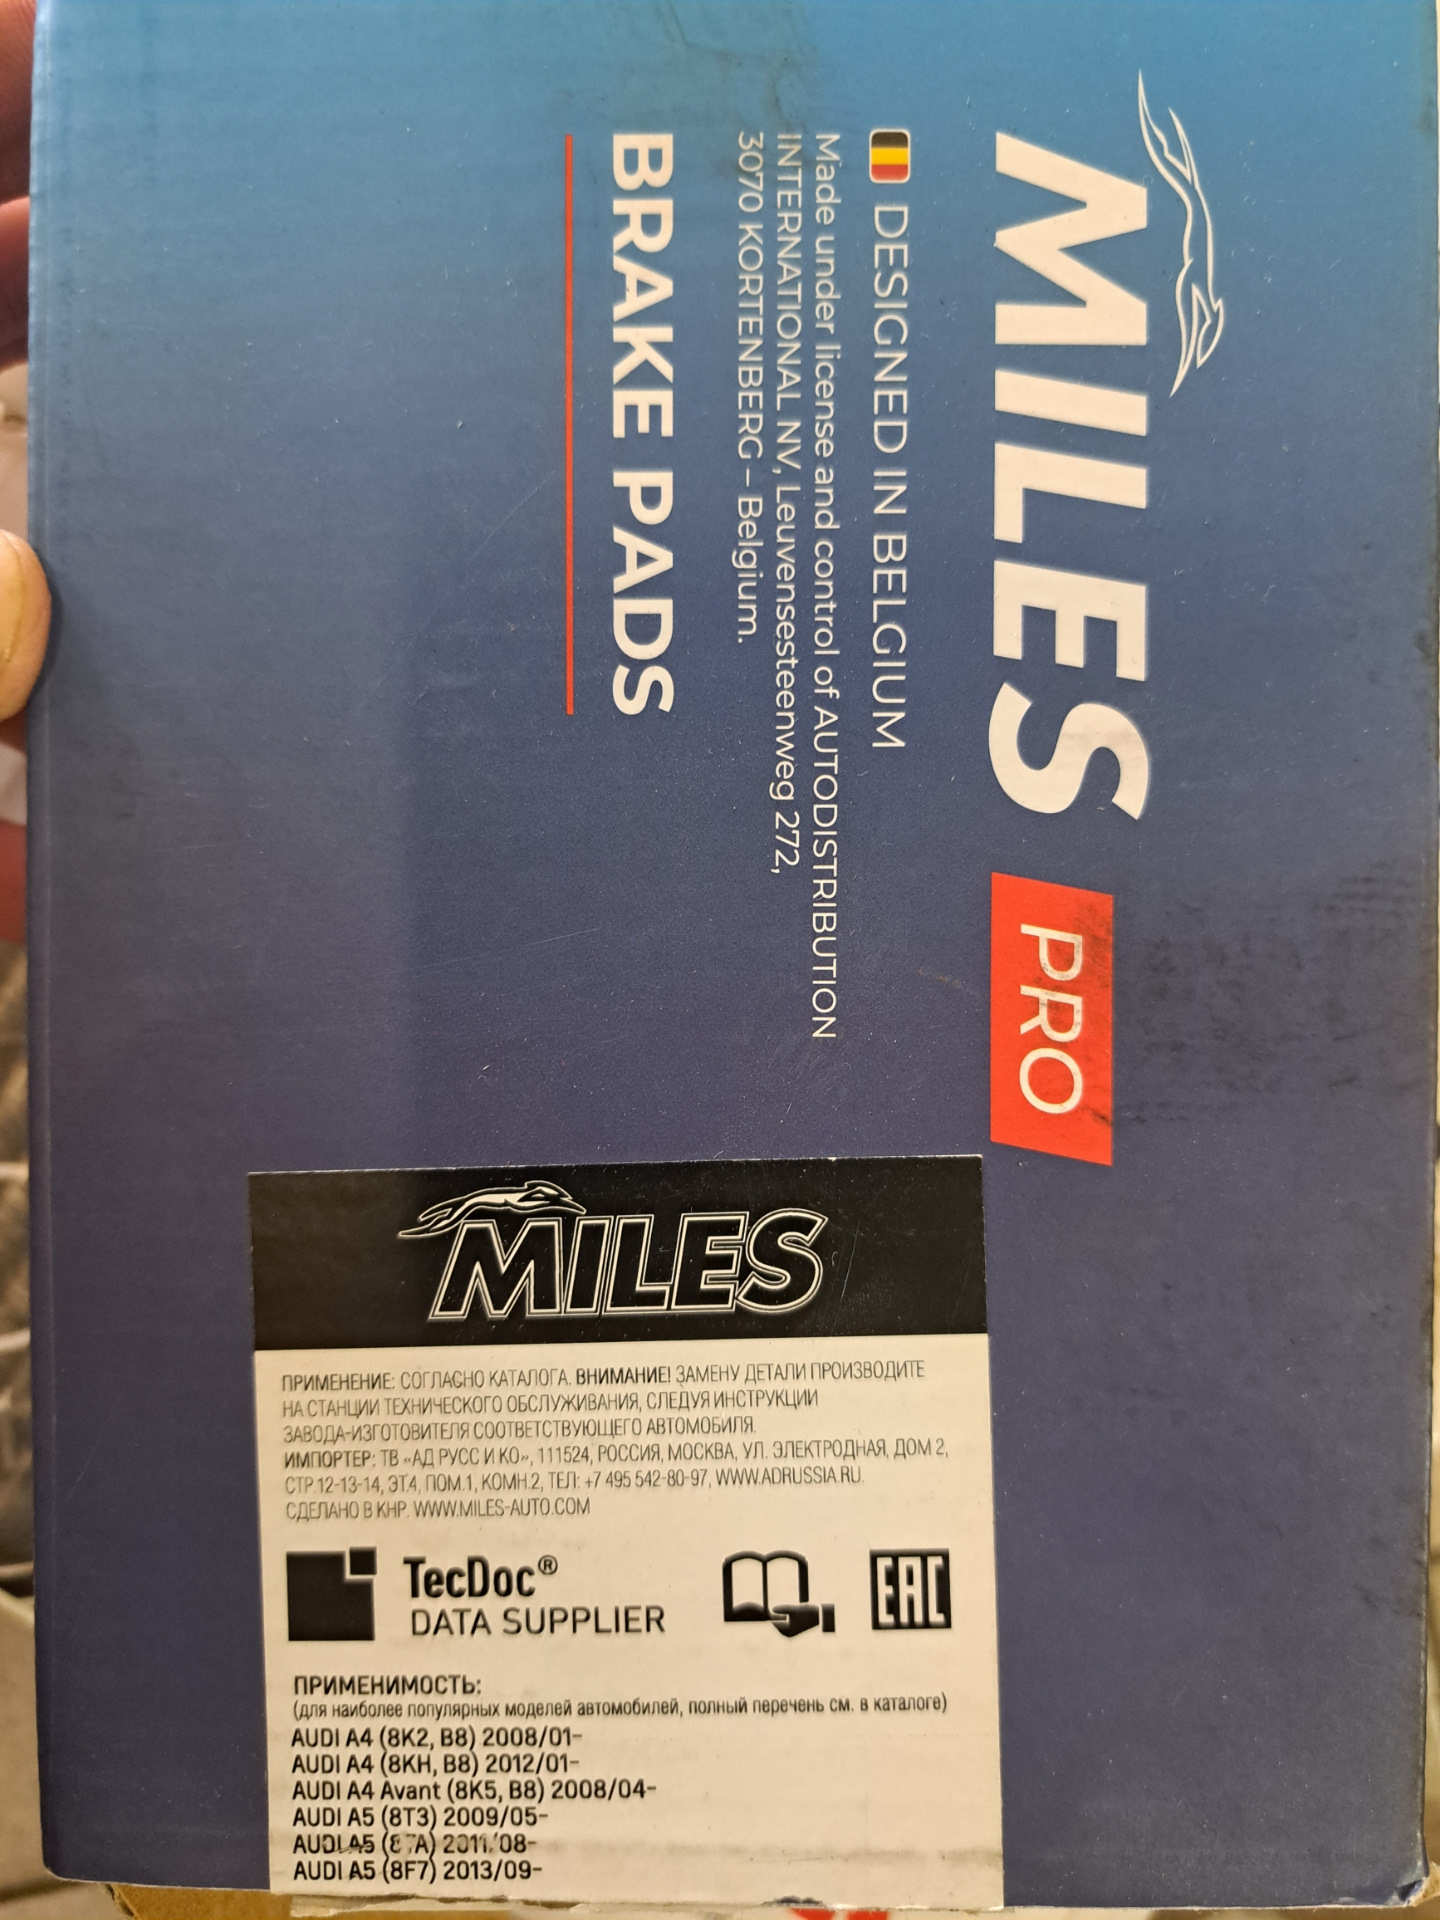 MILES PRO
DESIGNED IN BELGIUM
Made under license and control of AUTODISTRIBUTION
INTERNATIONAL NV, Leuvensesteenweg 272,
3070 KORTENBERG – Belgium.
BRAKE PADS
MILES
ПРИМЕНЕНИЕ: СОГЛАСНО КАТАЛОГА. ВНИМАНИЕ! ЗАМЕНУ ДЕТАЛИ ПРОИЗВОДИТЕ
НА СТАНЦИИ ТЕХНИЧЕСКОГО ОБСЛУЖИВАНИЯ, СЛЕДУЯ ИНСТРУКЦИИ
ЗАВОДА-ИЗГОТОВИТЕЛЯ СООТВЕТСТВУЮЩЕГО АВТОМОБИЛЯ.
ИМПОРТЕР: ТВ «АД РУСС И КО», 111524, РОССИЯ, МОСКВА, УЛ. ЭЛЕКТРОДНАЯ, ДОМ 2,
СТР.12-13-14, ЭТ.4, ПОМ.1, КОМН.2, ТЕЛ: +7 495 542-80-97, WWW.ADRUSSIA.RU.
СДЕЛАНО В КНР. WWW.MILES-AUTO.COM
TecDoc®
DATA SUPPLIER
EAC
ПРИМЕНИМОСТЬ:
(для наиболее популярных моделей автомобилей, полный перечень см. в каталоге)
AUDI A4 (8K2, B8) 2008/01-
AUDI A4 (8KH, B8) 2012/01-
AUDI A4 Avant (8K5, B8) 2008/04-
AUDI A5 (8T3) 2009/05-
AUDI A5 (8TA) 2011/08-
AUDI A5 (8F7) 2013/09-